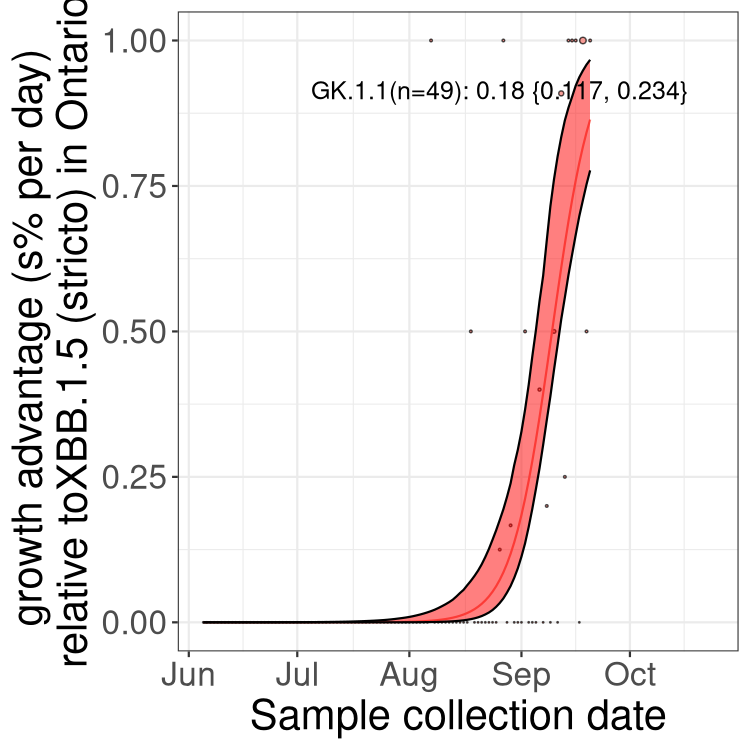 growth advantage (s% per day)
relative toXBB.1.5 (stricto) in Ontario
1.00
0.75
0.50
0.25
0.00
GK.1.1(n=49): 0.18 {0.117, 0.234}
Jun Jul Aug Sep Oct
Sample collection date